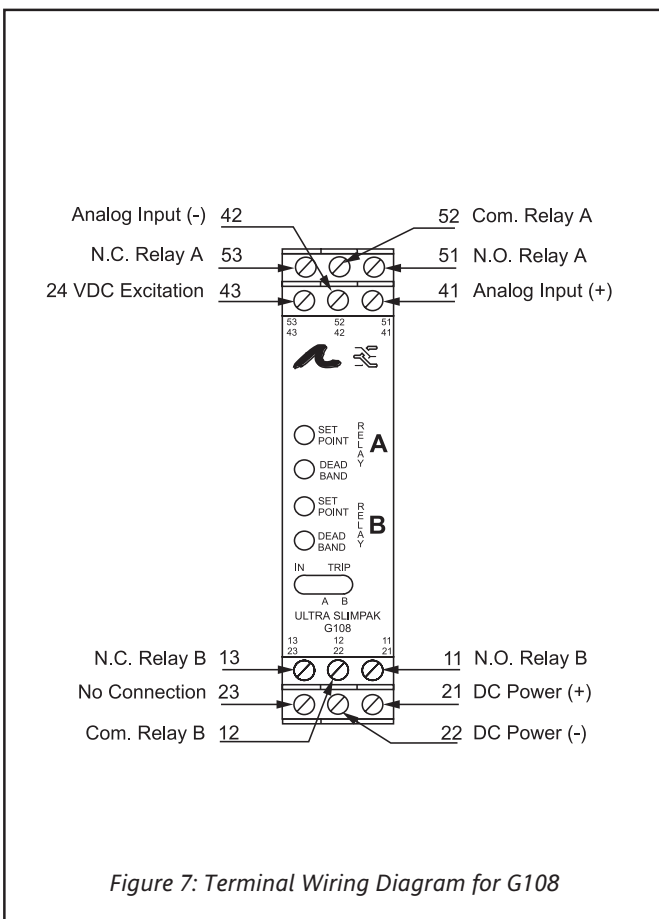 Analog Input (-) 42
52 Com. Relay A
N.C. Relay A 53
51 N.O. Relay A
24 VDC Excitation 43
41 Analog Input (+)
53 52 51
43 42 41
SET POINT
DEAD BAND
RELAY
A
SET POINT
DEAD BAND
RELAY
B
IN TRIP
A B
ULTRA SLIMPAK
G108
13 12 11
23 22 21
N.C. Relay B 13
11 N.O. Relay B
No Connection 23
21 DC Power (+)
Com. Relay B 12
22 DC Power (-)
Figure 7: Terminal Wiring Diagram for G108